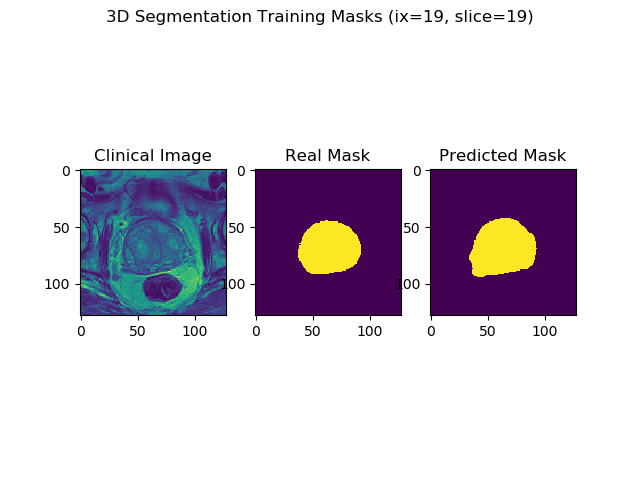 3D Segmentation Training Masks (ix=19, slice=19)
Clinical Image Real Mask Predicted Mask
0 0 0
50 50 50
100 100 100
0 50 100 0 50 100 0 50 100